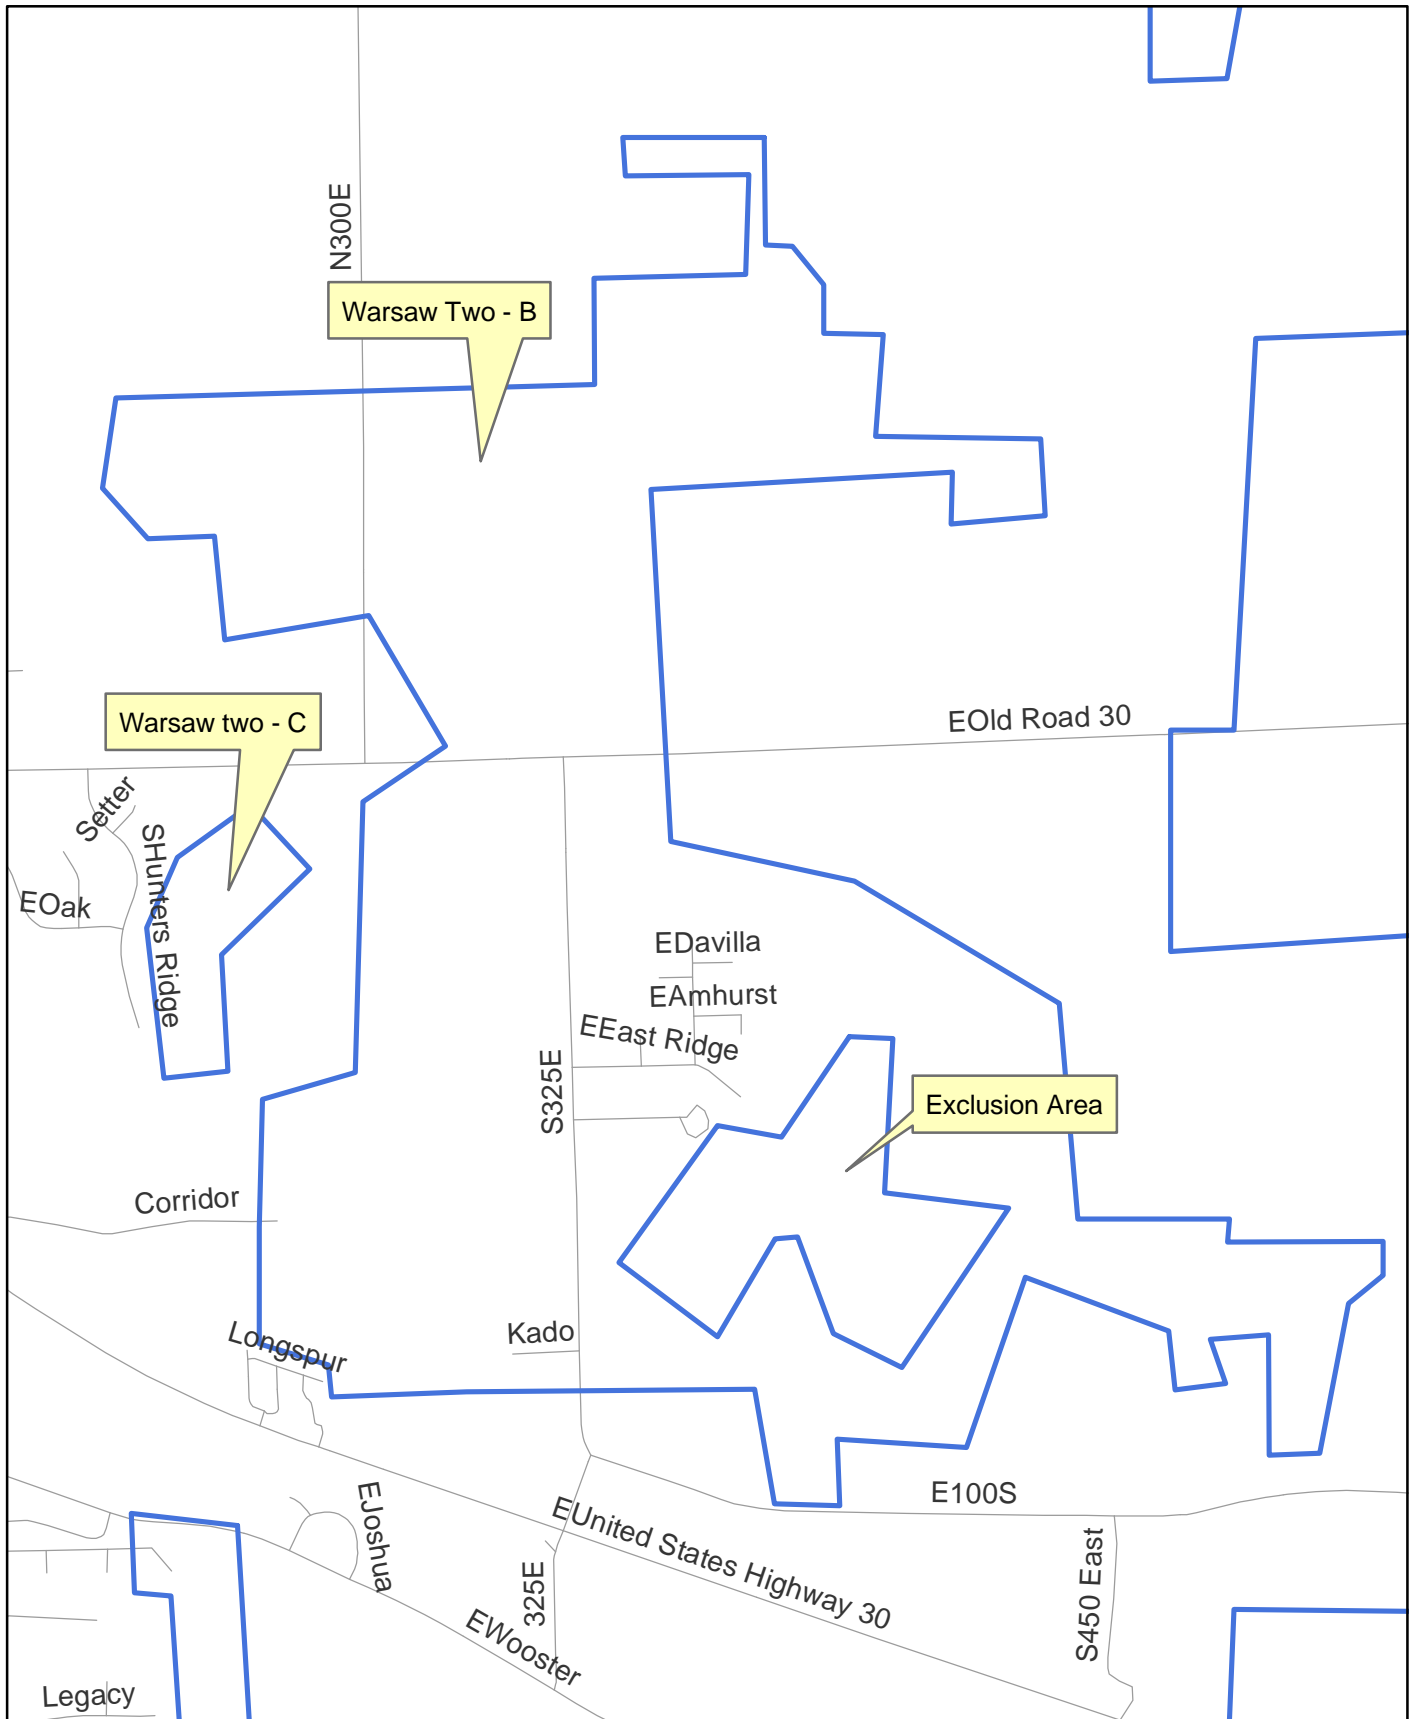 N300E
Warsaw Two - B
Warsaw two - C
EOld Road 30
Setter
SHunters Ridge
EOak
EDavilla
EAmhurst
EEast Ridge
S325E
Exclusion Area
Corridor
Longspur
Kado
E100S
EJoshua
EUnited States Highway 30
325E
S450 East
EWooster
Legacy